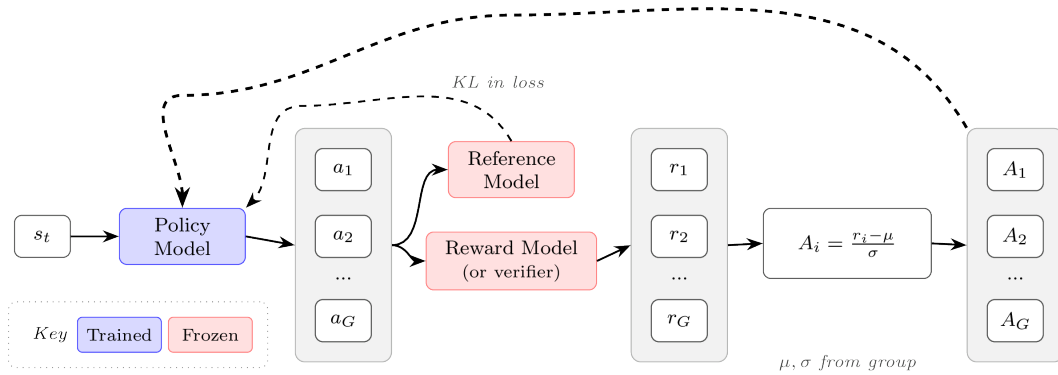 KL in loss
s_t
Policy
Model
a_1
a_2
...
a_G
Reference
Model
Reward Model
(or verifier)
r_1
r_2
...
r_G
A_i = \frac{r_i - μ}{σ}
A_1
A_2
...
A_G
Key
Trained
Frozen
μ, σ from group